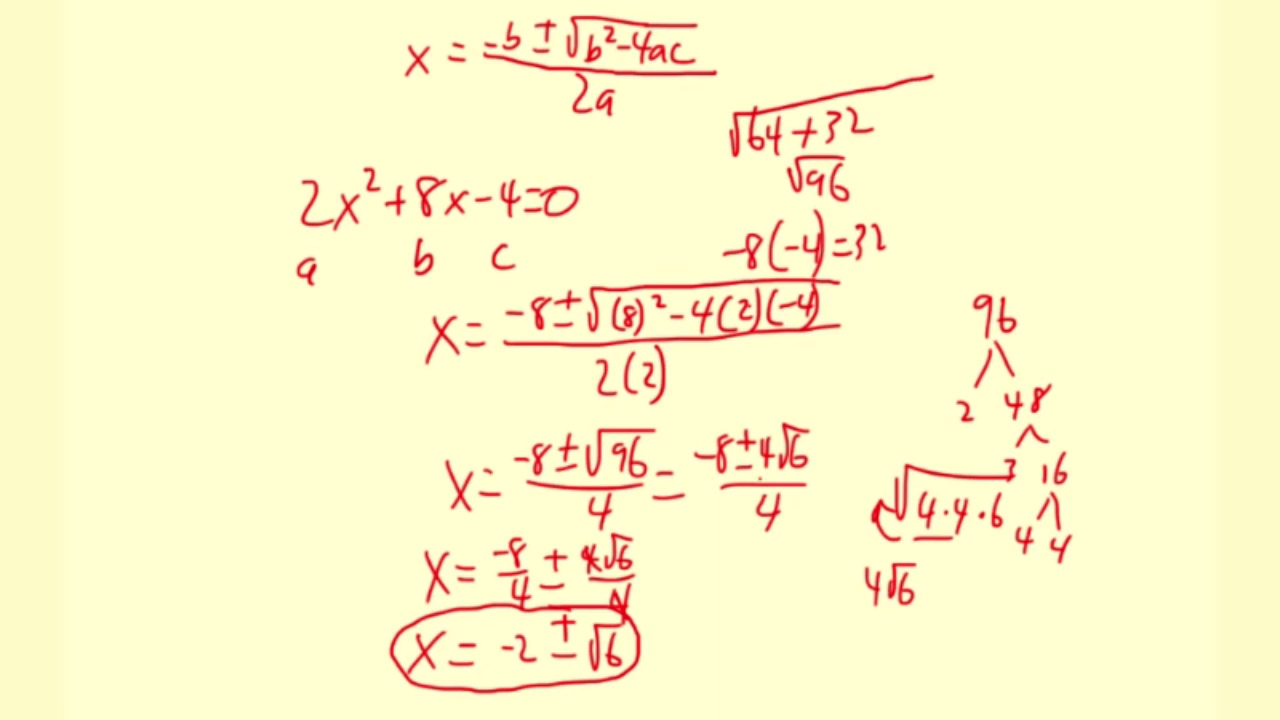 x = -b ± √b²-4ac
2a
√64 + 32
√96
2x² + 8x - 4 = 0
a b c
-8(-4) = 32
x = -8 ± √(8)² - 4(2)(-4)
2(2)
96
2 48
3 16
4 4
x = -8 ± √96 = -8 ± 4√6
4 4
√4·4·6
4√6
x = -8/4 ± 4√6/4
x = -2 ± √6